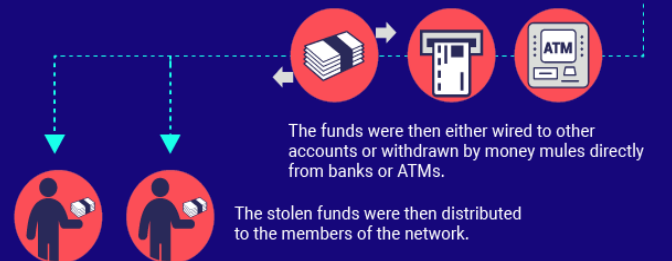 ATM
The funds were then either wired to other
accounts or withdrawn by money mules directly
from banks or ATMs.
The stolen funds were then distributed
to the members of the network.